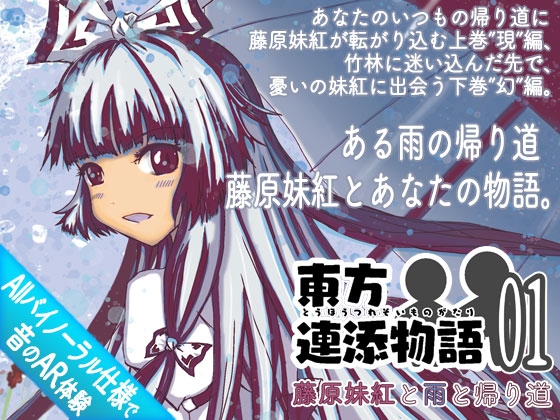 あなたのいつもの帰り道に
藤原妹紅が転がり込む上巻"現"編、
竹林に迷い込んだ先で、
憂いの妹紅に出会う下巻"幻"編。
ある雨の帰り道
藤原妹紅とあなたの物語。
Allバイノーラル仕様で
音のAR体験
東方
とうほうつれそいものがたり
連添物語
01
藤原妹紅と雨と帰り道